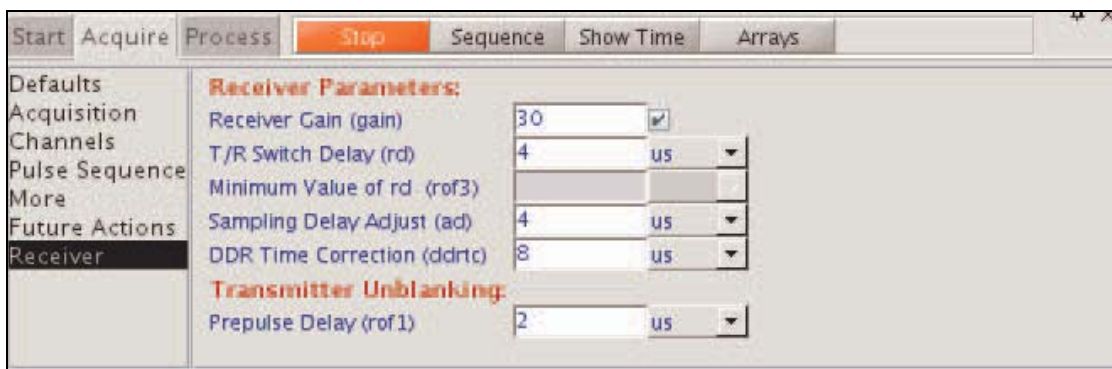 Start Acquire Process Stop Sequence Show Time Arrays
Defaults
Acquisition
Channels
Pulse Sequence
More
Future Actions
Receiver
Receiver Parameters:
Receiver Gain (gain) 30
T/R Switch Delay (rd) 4 us
Minimum Value of rd (rof3)
Sampling Delay Adjust (ad) 4 us
DDR Time Correction (ddrtc) 8 us
Transmitter Unblanking:
Prepulse Delay (rof1) 2 us